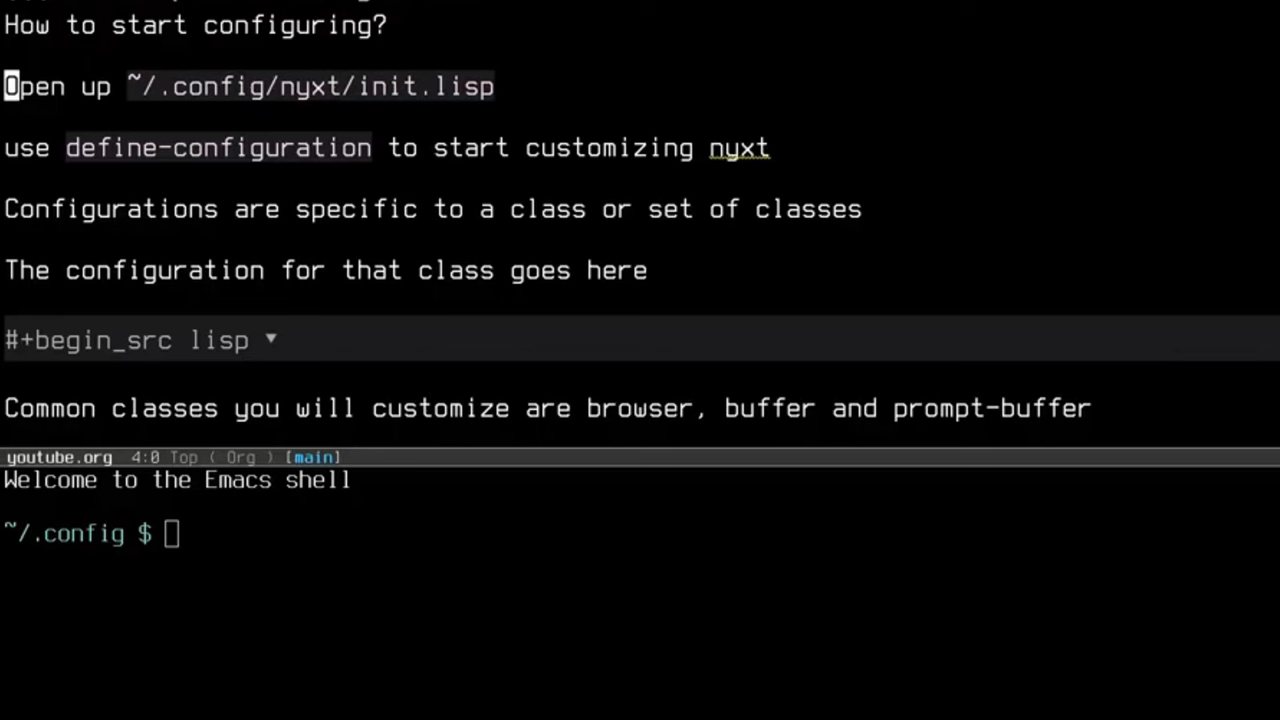 How to start configuring?
Open up ~/.config/nyxt/init.lisp
use define-configuration to start customizing nyxt
Configurations are specific to a class or set of classes
The configuration for that class goes here
#+begin_src lisp ▾
Common classes you will customize are browser, buffer and prompt-buffer
youtube.org 4:0 Top ( Org ) [main]
Welcome to the Emacs shell
~/.config $